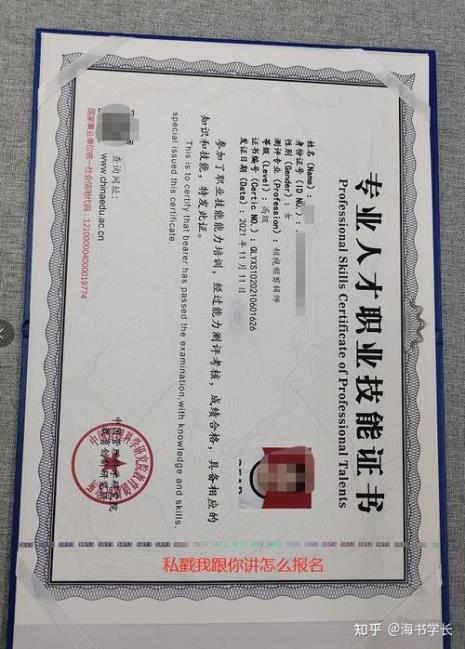 专业人才职业技能证书
Professional Skills Certificate of Professional Talents
姓名 (Name):
身份证号 (ID NO.):
性别 (Gender): 女
测评专业 (Profession): 短视频剪辑师
等级 (Level): 高级
证书编号 (Certic NO.): QLYXS1020210601626
发证日期 (Date): 2021年11月11日
参加了职业技能能力培训，经过能力测评考核，成绩合格，具备相应的
知识和技能，特发此证。
This is to certify that bearer has passed the examination,with knowledge and skills,
special issued this certificate.
查询网址:
www.chnaedu.ac.cn
国家事业单位统一社会信用代码: 121000004000019774
私戳我跟你讲怎么报名
知乎 @海书学长